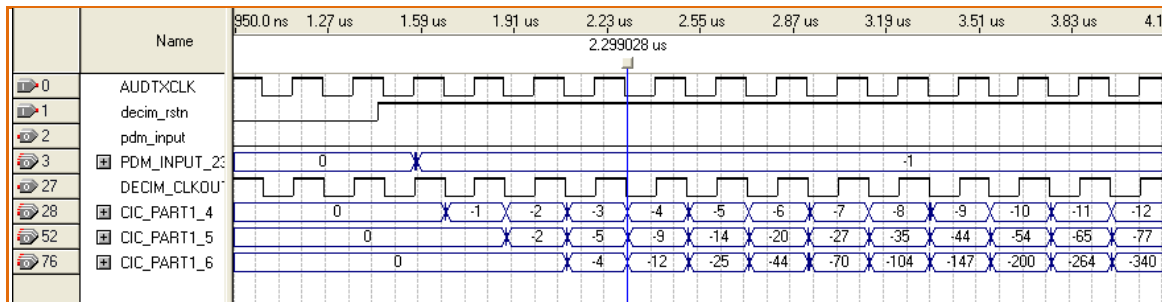 950.0 ns 1.27 us 1.59 us 1.91 us 2.23 us 2.55 us 2.87 us 3.19 us 3.51 us 3.83 us 4.1
Name
2.299028 us
0 AUDTXCLK
1 decim_rstn
2 pdm_input
3 PDM_INPUT_23 0 -1
27 DECIM_CLKOUT
28 CIC_PART1_4 0 -1 -2 -3 -4 -5 -6 -7 -8 -9 -10 -11 -12
52 CIC_PART1_5 0 -2 -5 -9 -14 -20 -27 -35 -44 -54 -65 -77
76 CIC_PART1_6 0 -4 -12 -25 -44 -70 -104 -147 -200 -264 -340